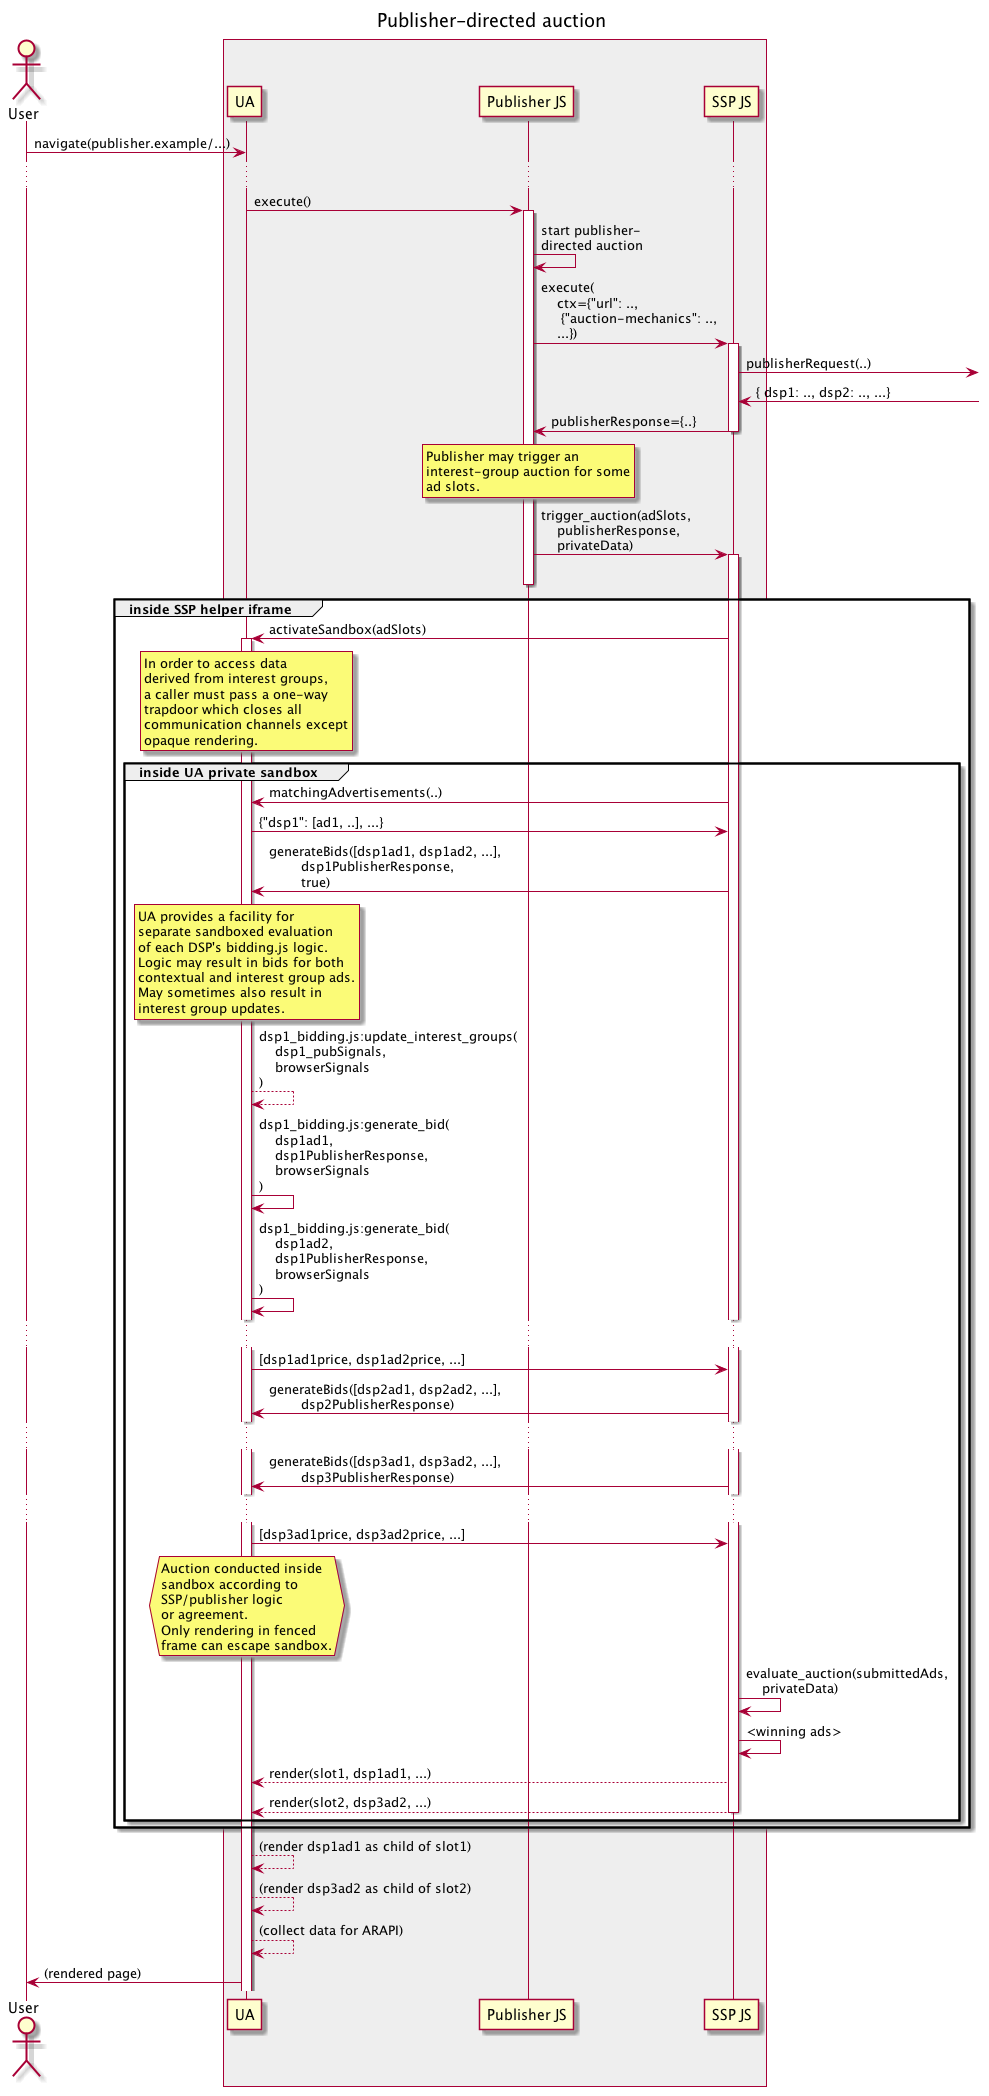 Publisher-directed auction
User
UA
Publisher JS
SSP JS
navigate(publisher.example/...)
execute()
start publisher-
directed auction
execute(
ctx={"url": ..,
{"auction-mechanics": ..,
...})
publisherRequest(..)
{ dsp1: .., dsp2: .., ...}
publisherResponse={..}
Publisher may trigger an
interest-group auction for some
ad slots.
trigger_auction(adSlots,
publisherResponse,
privateData)
inside SSP helper iframe
activateSandbox(adSlots)
In order to access data
derived from interest groups,
a caller must pass a one-way
trapdoor which closes all
communication channels except
opaque rendering.
inside UA private sandbox
matchingAdvertisements(..)
{"dsp1": [ad1, ..], ...}
generateBids([dsp1ad1, dsp1ad2, ...],
dsp1PublisherResponse,
true)
UA provides a facility for
separate sandboxed evaluation
of each DSP's bidding.js logic.
Logic may result in bids for both
contextual and interest group ads.
May sometimes also result in
interest group updates.
dsp1_bidding.js:update_interest_groups(
dsp1_pubSignals,
browserSignals
)
dsp1_bidding.js:generate_bid(
dsp1ad1,
dsp1PublisherResponse,
browserSignals
)
dsp1_bidding.js:generate_bid(
dsp1ad2,
dsp1PublisherResponse,
browserSignals
)
[dsp1ad1price, dsp1ad2price, ...]
generateBids([dsp2ad1, dsp2ad2, ...],
dsp2PublisherResponse)
generateBids([dsp3ad1, dsp3ad2, ...],
dsp3PublisherResponse)
[dsp3ad1price, dsp3ad2price, ...]
Auction conducted inside
sandbox according to
SSP/publisher logic
or agreement.
Only rendering in fenced
frame can escape sandbox.
evaluate_auction(submittedAds,
privateData)
<winning ads>
render(slot1, dsp1ad1, ...)
render(slot2, dsp3ad2, ...)
(render dsp1ad1 as child of slot1)
(render dsp3ad2 as child of slot2)
(collect data for ARAPI)
(rendered page)
User
UA
Publisher JS
SSP JS